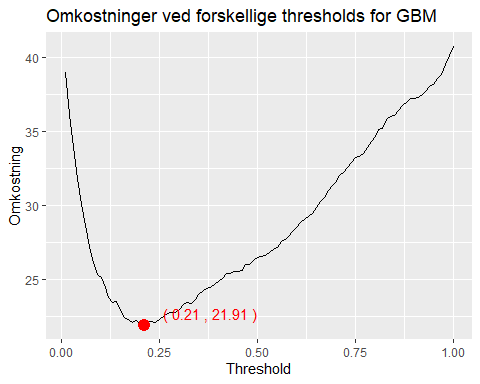 Omkostninger ved forskellige thresholds for GBM
40
35
30
25
Omkostning
( 0.21 , 21.91 )
0.00 0.25 0.50 0.75 1.00
Threshold